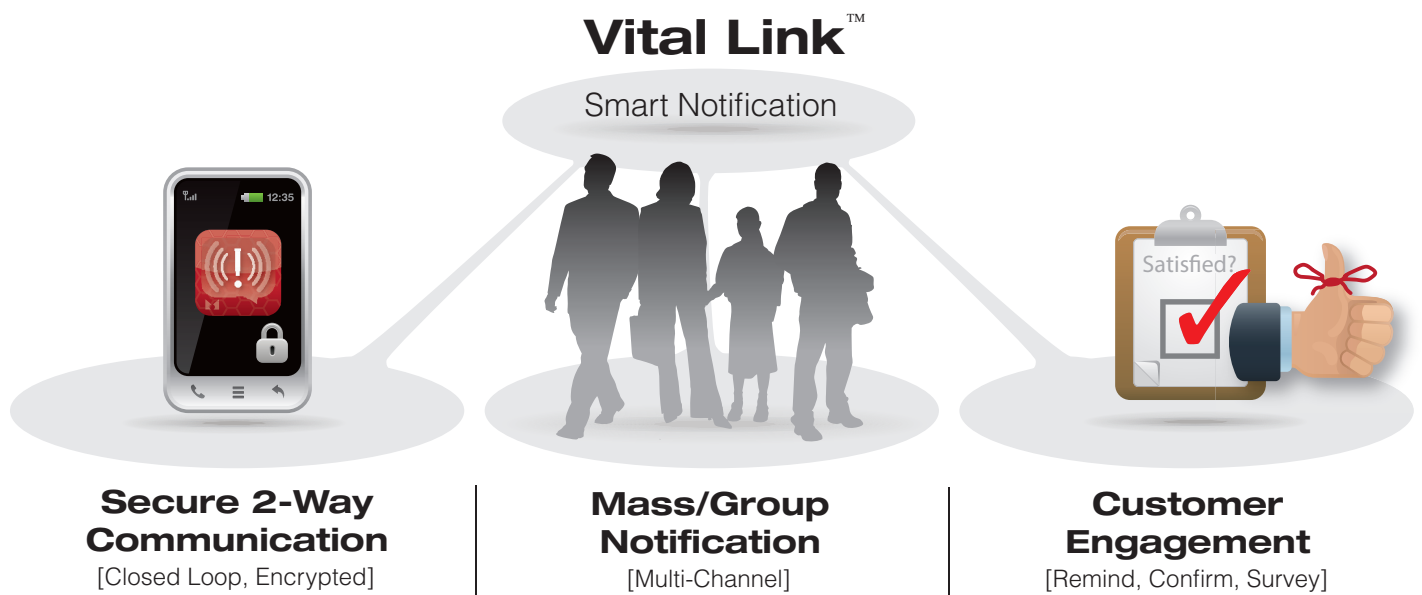 Vital Link™
Smart Notification
12:35
Satisfied?
Secure 2-Way
Communication
[Closed Loop, Encrypted]
Mass/Group
Notification
[Multi-Channel]
Customer
Engagement
[Remind, Confirm, Survey]